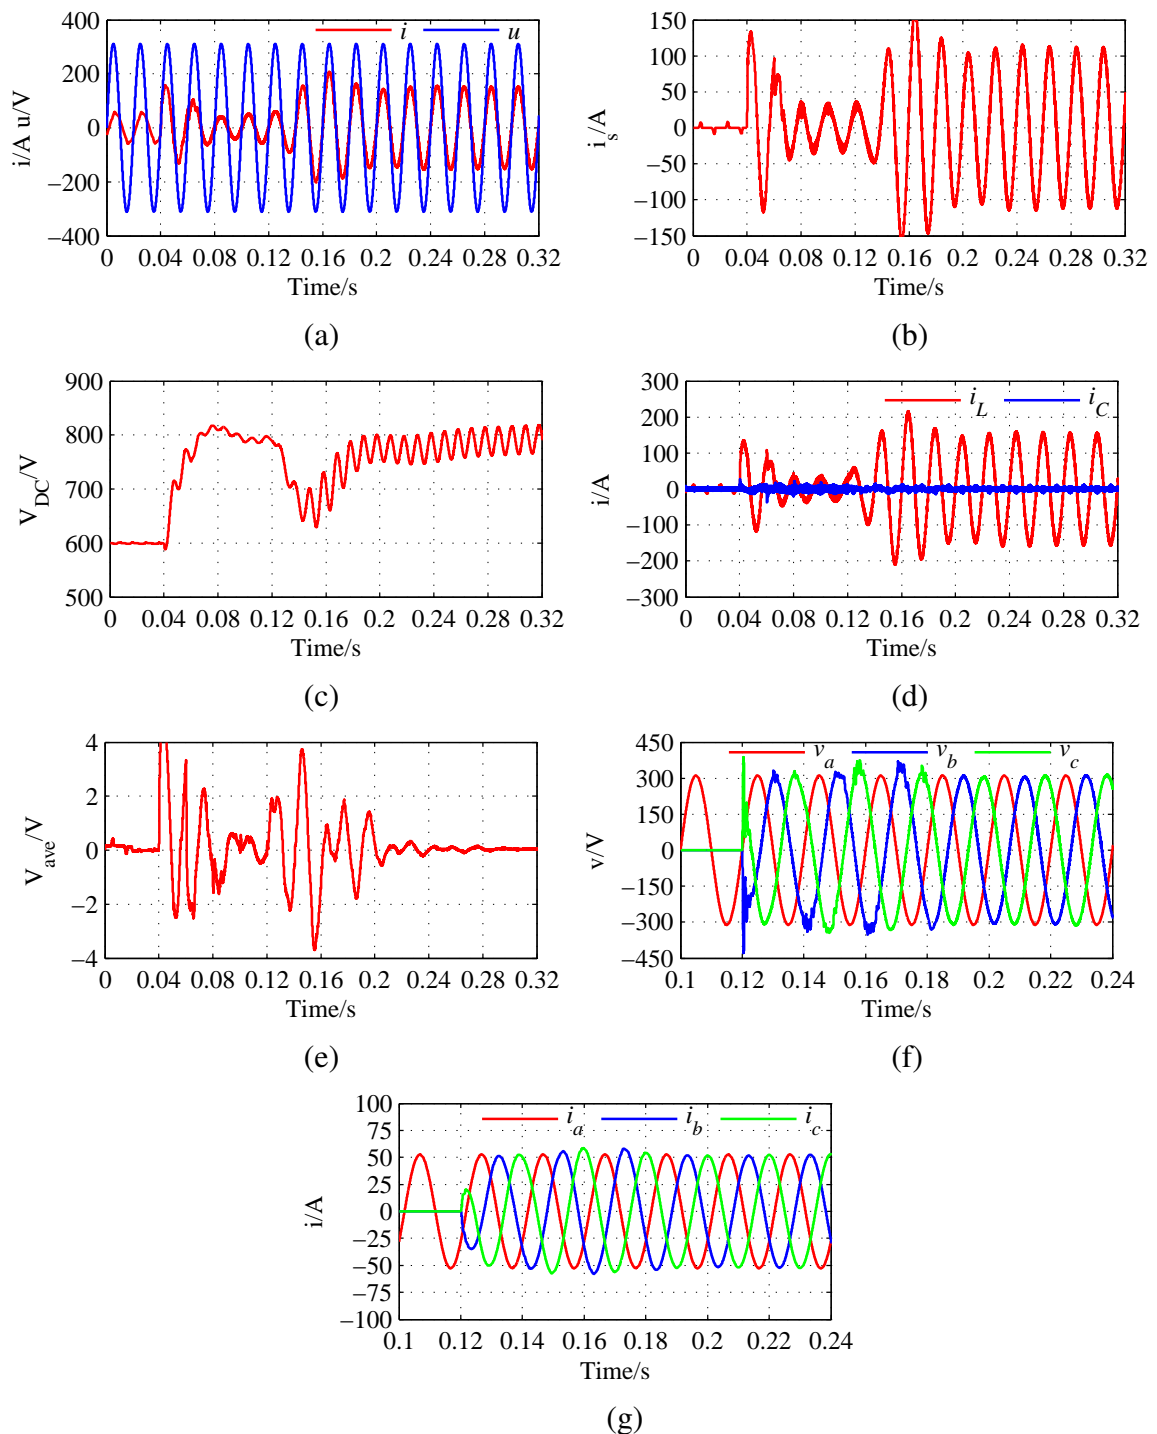 i u
400
200
0
−200
−400
i/A u/V
0 0.04 0.08 0.12 0.16 0.2 0.24 0.28 0.32
Time/s
(a)
150
100
50
0
−50
−100
−150
i_s/A
0 0.04 0.08 0.12 0.16 0.2 0.24 0.28 0.32
Time/s
(b)
900
800
700
600
500
V_DC/V
0 0.04 0.08 0.12 0.16 0.2 0.24 0.28 0.32
Time/s
(c)
i_L i_C
300
200
100
0
−100
−200
−300
i/A
0 0.04 0.08 0.12 0.16 0.2 0.24 0.28 0.32
Time/s
(d)
4
2
0
−2
−4
V_ave/V
0 0.04 0.08 0.12 0.16 0.2 0.24 0.28 0.32
Time/s
(e)
v_a v_b v_c
450
300
150
0
−150
−300
−450
v/V
0.1 0.12 0.14 0.16 0.18 0.2 0.22 0.24
Time/s
(f)
i_a i_b i_c
100
75
50
25
0
−25
−50
−75
−100
i/A
0.1 0.12 0.14 0.16 0.18 0.2 0.22 0.24
Time/s
(g)